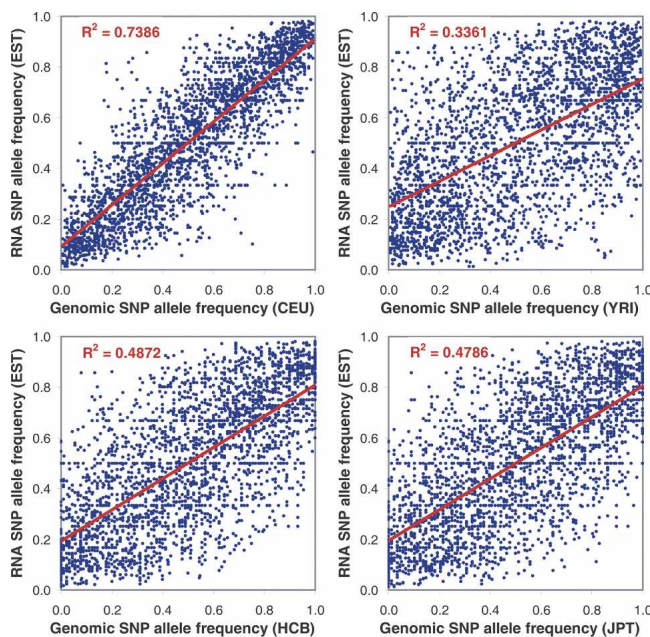 R² = 0.7386
RNA SNP allele frequency (EST)
1.0
0.8
0.6
0.4
0.2
0.0
0.0 0.2 0.4 0.6 0.8 1.0
Genomic SNP allele frequency (CEU)
R² = 0.3361
RNA SNP allele frequency (EST)
1.0
0.8
0.6
0.4
0.2
0.0
0.0 0.2 0.4 0.6 0.8 1.0
Genomic SNP allele frequency (YRI)
R² = 0.4872
RNA SNP allele frequency (EST)
1.0
0.8
0.6
0.4
0.2
0.0
0.0 0.2 0.4 0.6 0.8 1.0
Genomic SNP allele frequency (HCB)
R² = 0.4786
RNA SNP allele frequency (EST)
1.0
0.8
0.6
0.4
0.2
0.0
0.0 0.2 0.4 0.6 0.8 1.0
Genomic SNP allele frequency (JPT)